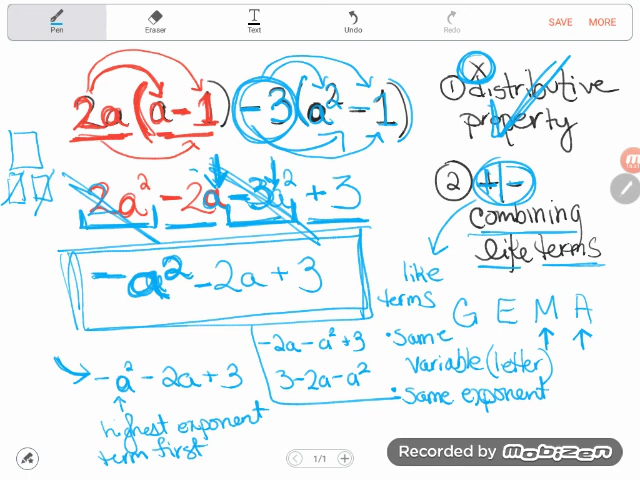 Pen
Eraser
Text
Undo
Redo
SAVE
MORE
2a(a-1) -3(a²-1)
2a² -2a -3a² +3
-a² -2a+3
-2a-a²+3
3-2a-a²
-a²-2a+3
highest exponent
term first
① distributive
x
property
② +|-
combining
like terms
like
terms
G E M A
• same
variable (letter)
• same exponent
1/1
Recorded by mobizen